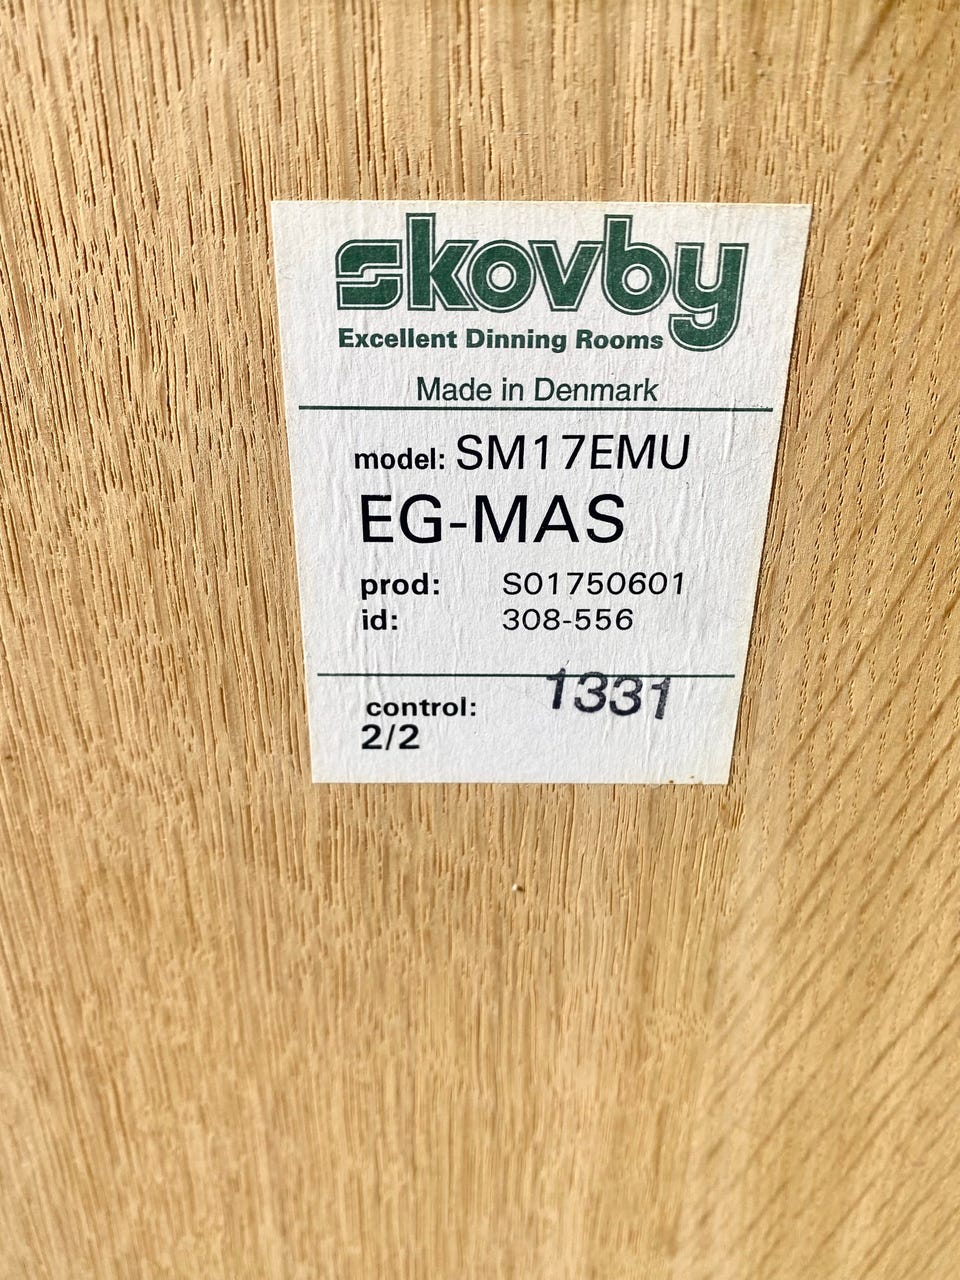 skovby
Excellent Dinning Rooms
Made in Denmark
model: SM17EMU
EG-MAS
prod: S01750601
id: 308-556
1331
control:
2/2